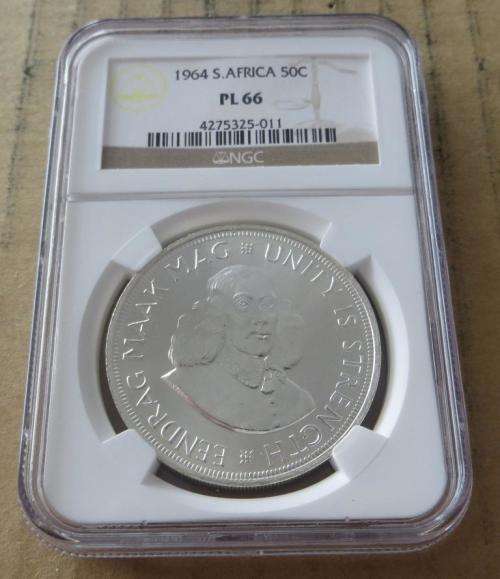 1964 S.AFRICA 50C
PL 66
4275325-011
NGC
EENDRAG MAAK MAG ⁜ UNITY IS STRENGTH ⁜